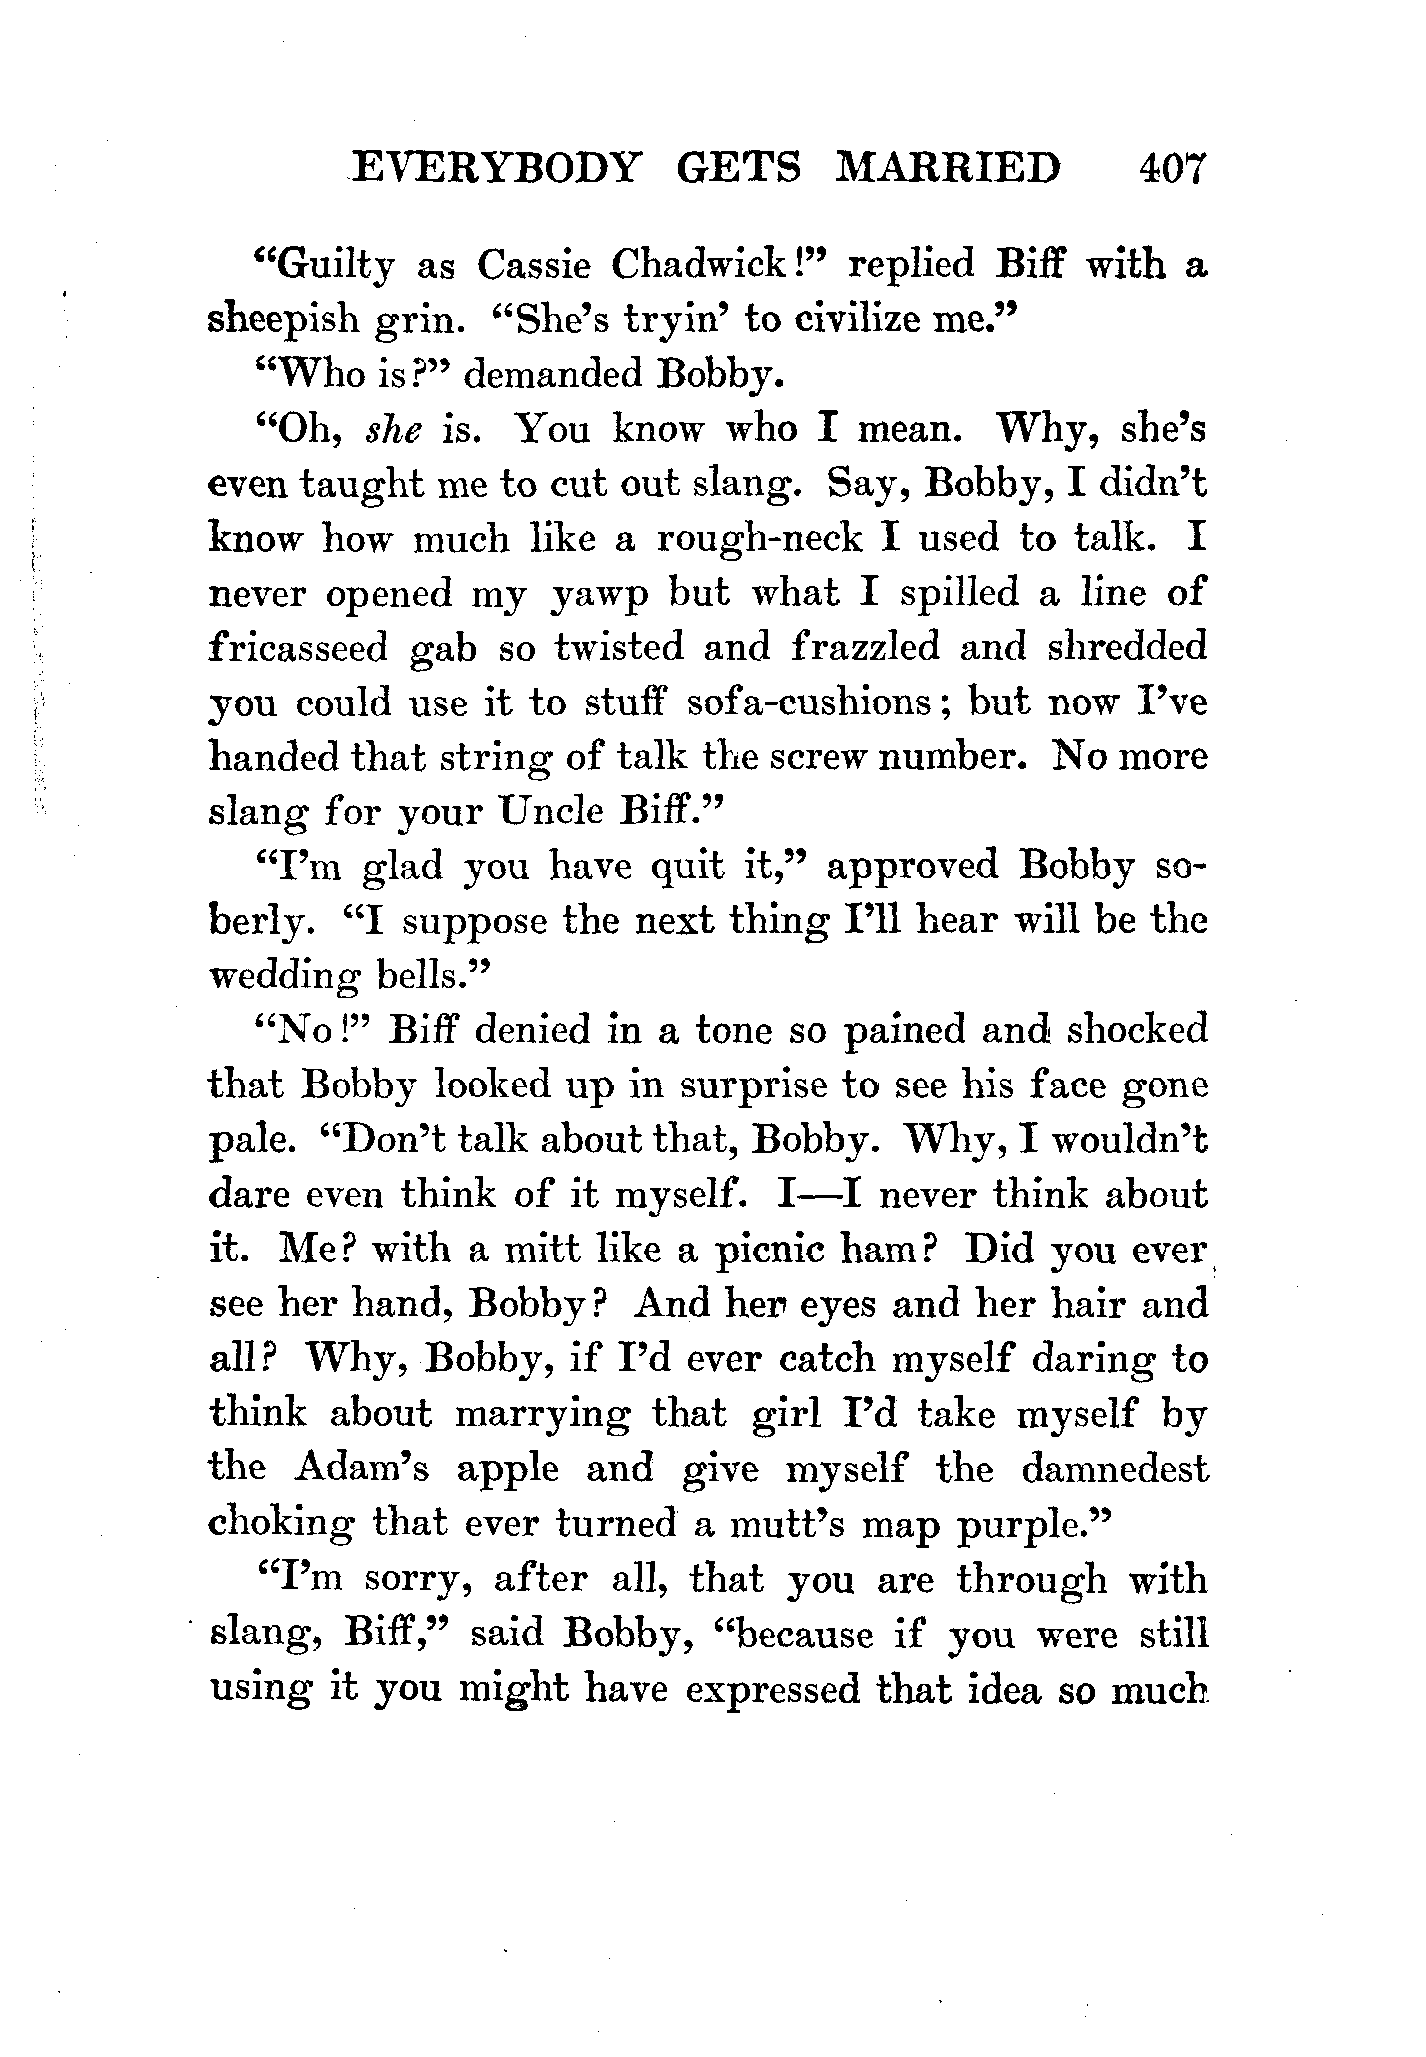 EVERYBODY GETS MARRIED 407
“Guilty as Cassie Chadwick!” replied Biff with a
sheepish grin. “She’s tryin’ to civilize me.”
“Who is?” demanded Bobby.
“Oh, she is. You know who I mean. Why, she’s
even taught me to cut out slang. Say, Bobby, I didn’t
know how much like a rough-neck I used to talk. I
never opened my yawp but what I spilled a line of
fricasseed gab so twisted and frazzled and shredded
you could use it to stuff sofa-cushions; but now I’ve
handed that string of talk the screw number. No more
slang for your Uncle Biff.”
“I’m glad you have quit it,” approved Bobby so-
berly. “I suppose the next thing I’ll hear will be the
wedding bells.”
“No!” Biff denied in a tone so pained and shocked
that Bobby looked up in surprise to see his face gone
pale. “Don’t talk about that, Bobby. Why, I wouldn’t
dare even think of it myself. I—I never think about
it. Me? with a mitt like a picnic ham? Did you ever
see her hand, Bobby? And her eyes and her hair and
all? Why, Bobby, if I’d ever catch myself daring to
think about marrying that girl I’d take myself by
the Adam’s apple and give myself the damnedest
choking that ever turned a mutt’s map purple.”
“I’m sorry, after all, that you are through with
slang, Biff,” said Bobby, “because if you were still
using it you might have expressed that idea so much